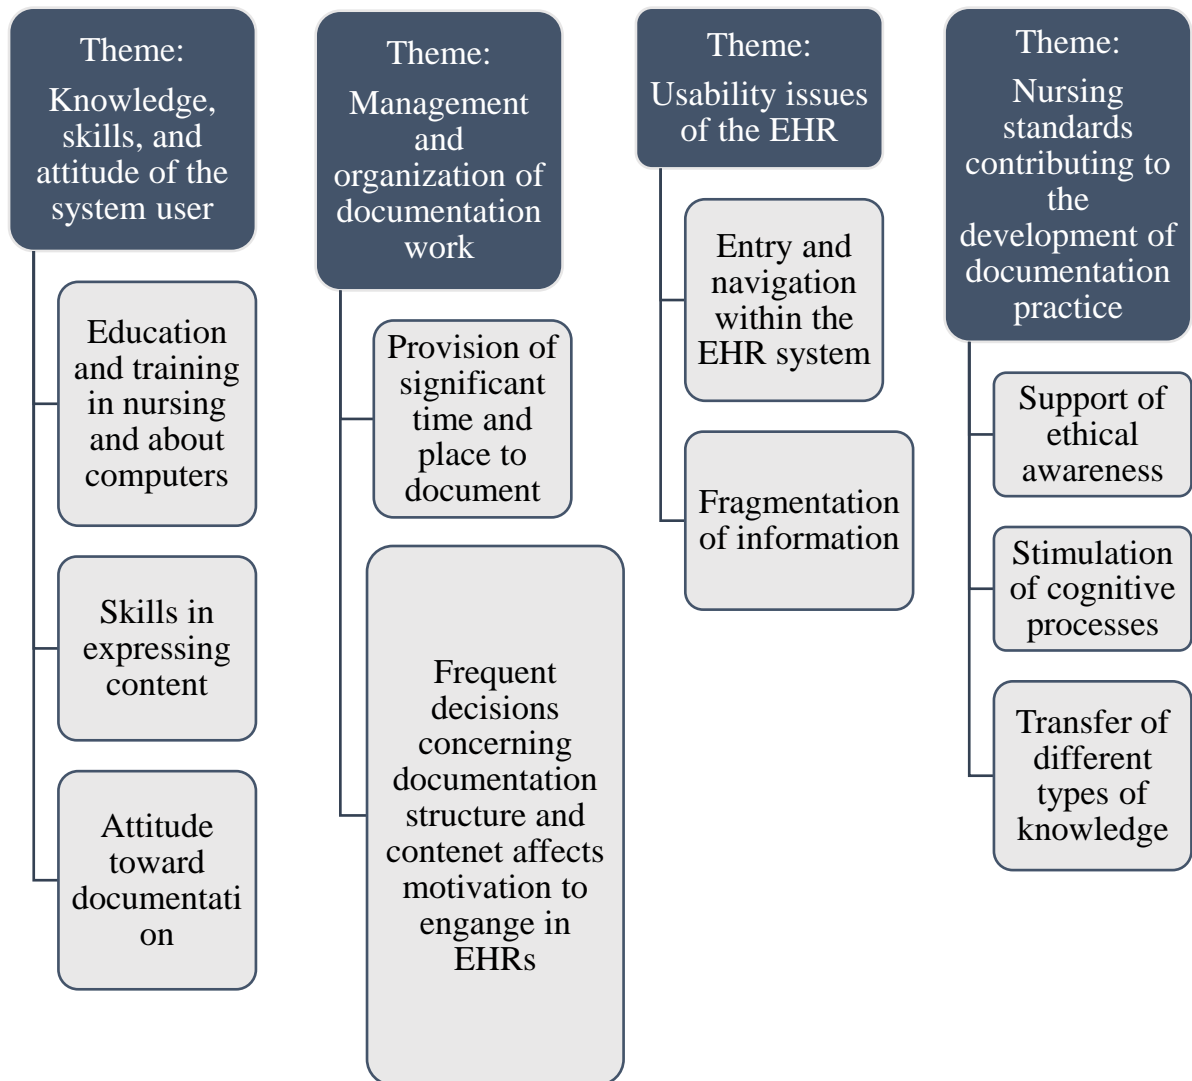 Theme:
Knowledge,
skills, and
attitude of the
system user
Education
and training
in nursing
and about
computers
Skills in
expressing
content
Attitude
toward
documentati
on
Theme:
Management
and
organization of
documentation
work
Provision of
significant
time and
place to
document
Frequent
decisions
concerning
documentation
structure and
contenet affects
motivation to
engange in
EHRs
Theme:
Usability issues
of the EHR
Entry and
navigation
within the
EHR system
Fragmentation
of information
Theme:
Nursing
standards
contributing to
the
development of
documentation
practice
Support of
ethical
awareness
Stimulation
of cognitive
processes
Transfer of
different
types of
knowledge